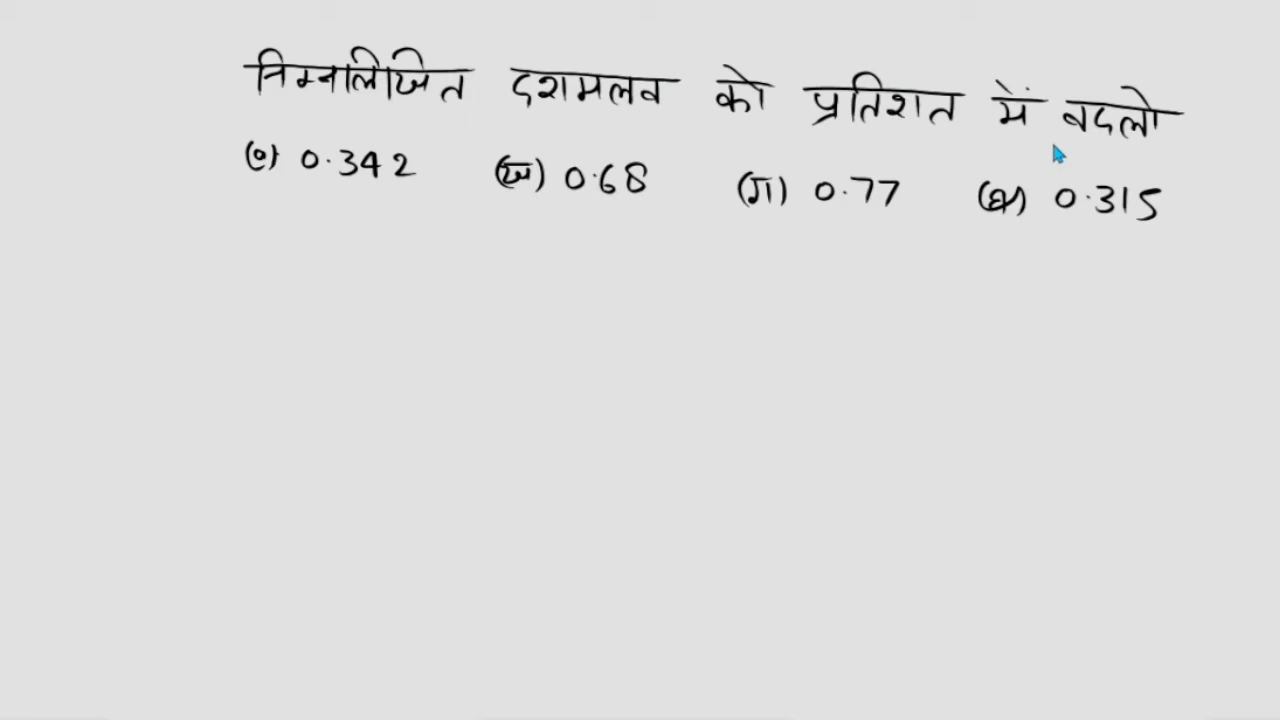 निम्नलिखित दशमलव को प्रतिशत में बदलो
(क) 0.342 (ख) 0.68 (ग) 0.77 (घ) 0.315